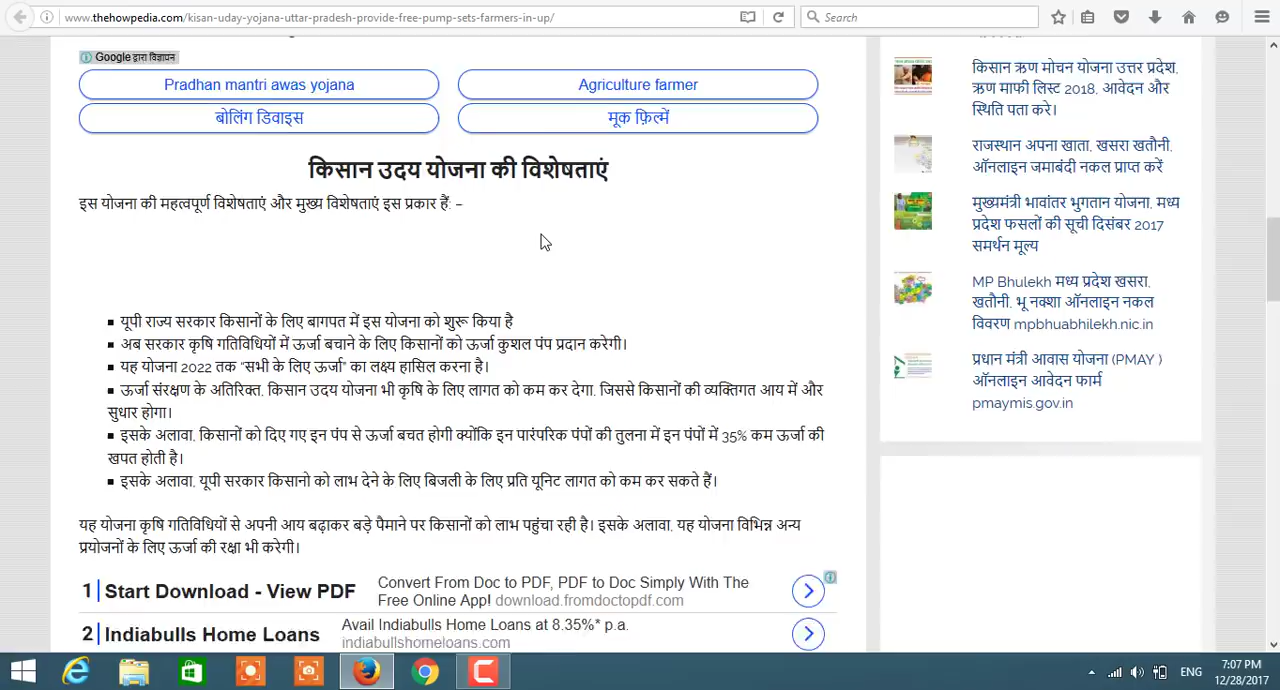 www.thehowpedia.com/kisan-uday-yojana-uttar-pradesh-provide-free-pump-sets-farmers-in-up/
Search
Google द्वारा विज्ञापन
Pradhan mantri awas yojana
Agriculture farmer
बोलिंग डिवाइस
मूक फ़िल्में
किसान उदय योजना की विशेषताएं
इस योजना की महत्वपूर्ण विशेषताएं और मुख्य विशेषताएं इस प्रकार हैं: –
▪ यूपी राज्य सरकार किसानों के लिए बागपत में इस योजना को शुरू किया है
▪ अब सरकार कृषि गतिविधियों में ऊर्जा बचाने के लिए किसानों को ऊर्जा कुशल पंप प्रदान करेगी।
▪ यह योजना 2022 तक "सभी के लिए ऊर्जा" का लक्ष्य हासिल करना है।
▪ ऊर्जा संरक्षण के अतिरिक्त, किसान उदय योजना भी कृषि के लिए लागत को कम कर देगा, जिससे किसानों की व्यक्तिगत आय में और
सुधार होगा।
▪ इसके अलावा, किसानों को दिए गए इन पंप से ऊर्जा बचत होगी क्योंकि इन पारंपरिक पंपों की तुलना में इन पंपों में 35% कम ऊर्जा की
खपत होती है।
▪ इसके अलावा, यूपी सरकार किसानो को लाभ देने के लिए बिजली के लिए प्रति यूनिट लागत को कम कर सकते हैं।
यह योजना कृषि गतिविधियों से अपनी आय बढ़ाकर बड़े पैमाने पर किसानों को लाभ पहुंचा रही है। इसके अलावा, यह योजना विभिन्न अन्य
प्रयोजनों के लिए ऊर्जा की रक्षा भी करेगी।
1 Start Download - View PDF
Convert From Doc to PDF, PDF to Doc Simply With The
Free Online App! download.fromdoctopdf.com
2 Indiabulls Home Loans
Avail Indiabulls Home Loans at 8.35%* p.a.
indiabullshomeloans.com
किसान ऋण मोचन योजना उत्तर प्रदेश,
ऋण माफी लिस्ट 2018, आवेदन और
स्थिति पता करे।
राजस्थान अपना खाता, खसरा खतौनी,
ऑनलाइन जमाबंदी नकल प्राप्त करें
मुख्यमंत्री भावांतर भुगतान योजना, मध्य
प्रदेश फसलों की सूची दिसंबर 2017
समर्थन मूल्य
MP Bhulekh मध्य प्रदेश खसरा,
खतौनी, भू नक्शा ऑनलाइन नकल
विवरण mpbhuabhilekh.nic.in
प्रधान मंत्री आवास योजना (PMAY )
ऑनलाइन आवेदन फार्म
pmaymis.gov.in
ENG
7:07 PM
12/28/2017